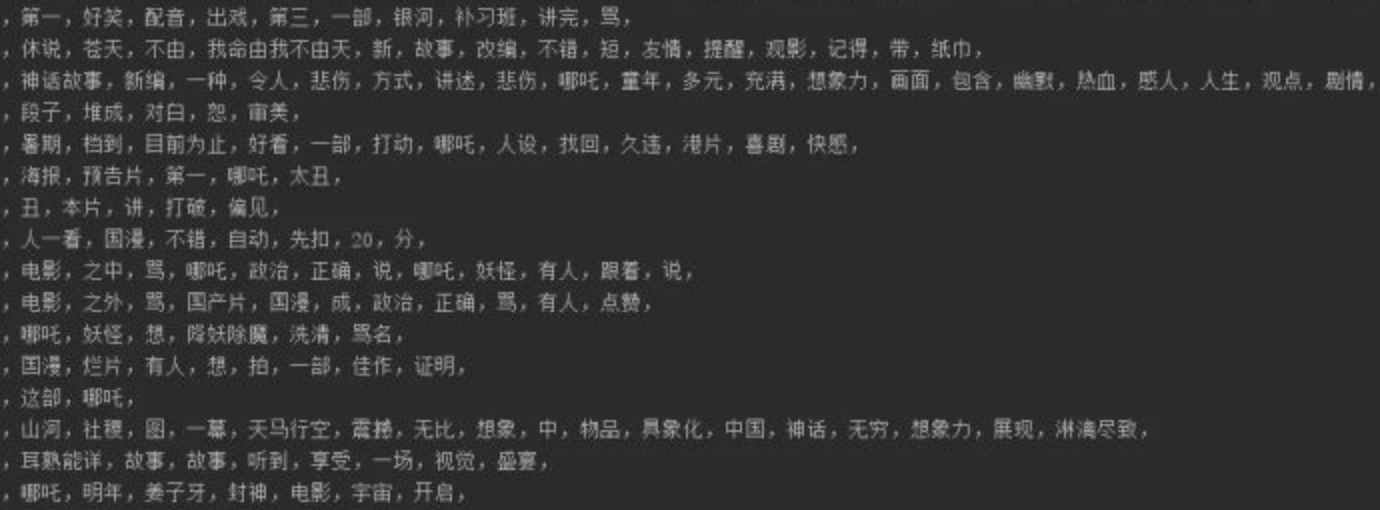 ，第一，好笑，配音，出戏，第三，一部，银河，补习班，讲完，骂，
，休说，苍天，不由，我命由我不由天，新，故事，改编，不错，短，友情，提醒，观影，记得，带，纸巾，
，神话故事，新编，一种，令人，悲伤，方式，讲述，悲伤，哪吒，童年，多元，充满，想象力，画面，包含，幽默，热血，感人，人生，观点，剧情，
，段子，堆成，对白，恕，审美，
，暑期，档到，目前为止，好看，一部，打动，哪吒，人设，找回，久违，港片，喜剧，快感，
，海报，预告片，第一，哪吒，太丑，
，丑，本片，讲，打破，偏见，
，人一看，国漫，不错，自动，先扣，20，分，
，电影，之中，骂，哪吒，政治，正确，说，哪吒，妖怪，有人，跟着，说，
，电影，之外，骂，国产片，国漫，成，政治，正确，骂，有人，点赞，
，哪吒，妖怪，想，降妖除魔，洗清，骂名，
，国漫，烂片，有人，想，拍，一部，佳作，证明，
，这部，哪吒，
，山河，社稷，图，一幕，天马行空，震撼，无比，想象，中，物品，具象化，中国，神话，无穷，想象力，展现，淋漓尽致，
，耳熟能详，故事，故事，听到，享受，一场，视觉，盛宴，
，哪吒，明年，姜子牙，封神，电影，宇宙，开启，